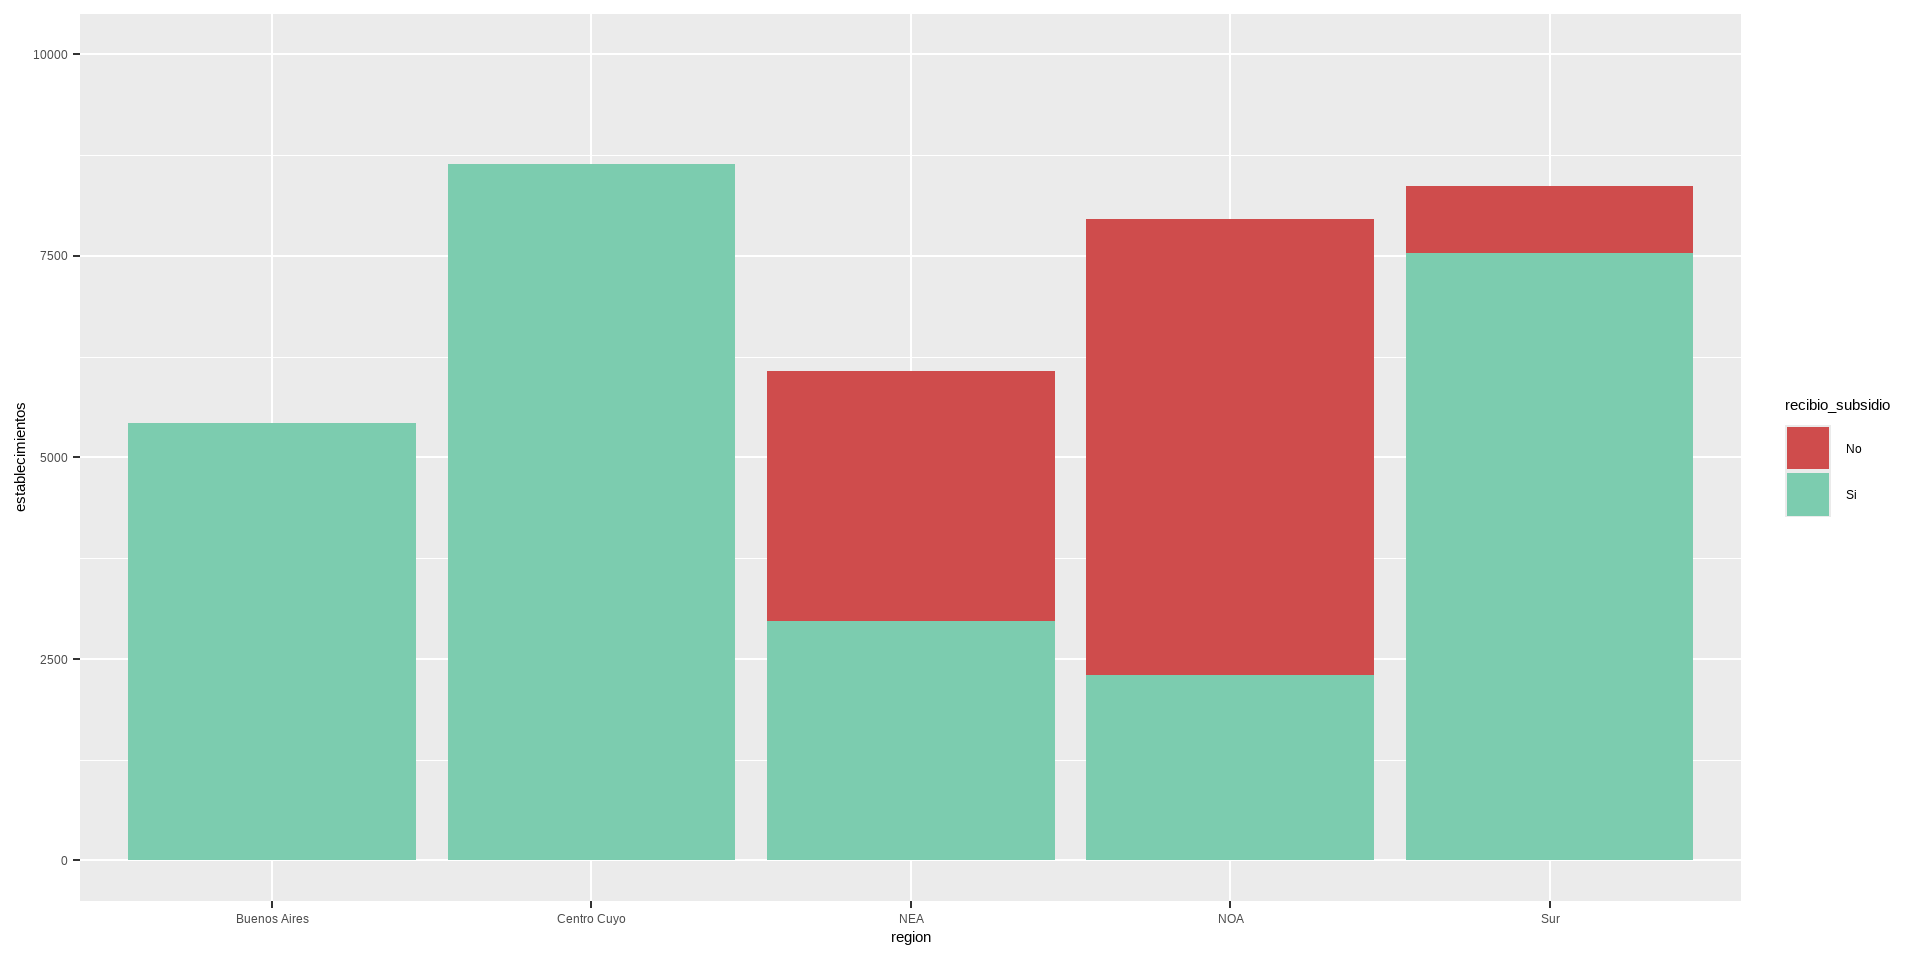 10000
7500
5000
2500
0
establecimientos
Buenos Aires
Centro Cuyo
NEA
NOA
Sur
region
recibio_subsidio
No
Si